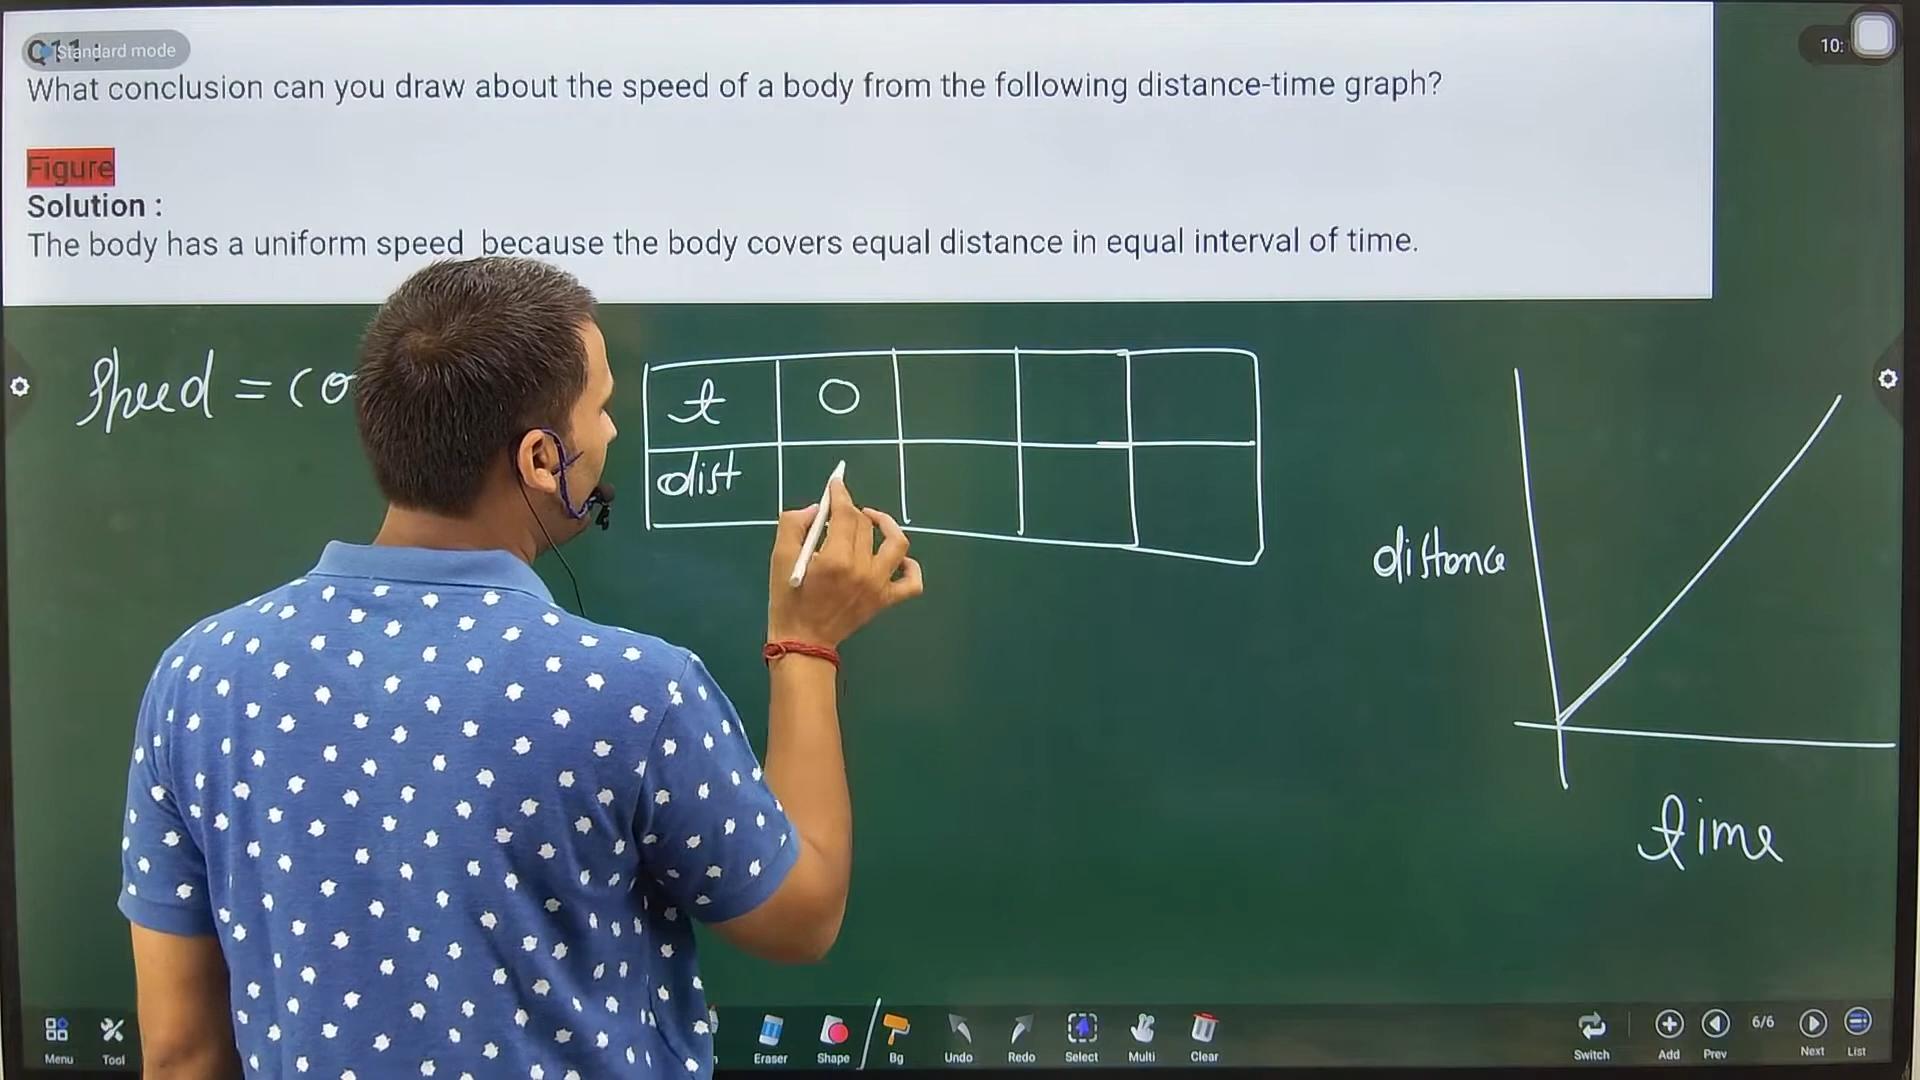 Standard mode
10:
What conclusion can you draw about the speed of a body from the following distance-time graph?
Figure
Solution :
The body has a uniform speed because the body covers equal distance in equal interval of time.
Speed = co
t 0
dist
distance
time
Menu Tool Eraser Shape Bg Undo Redo Select Multi Clear Switch Add Prev 6/6 Next List